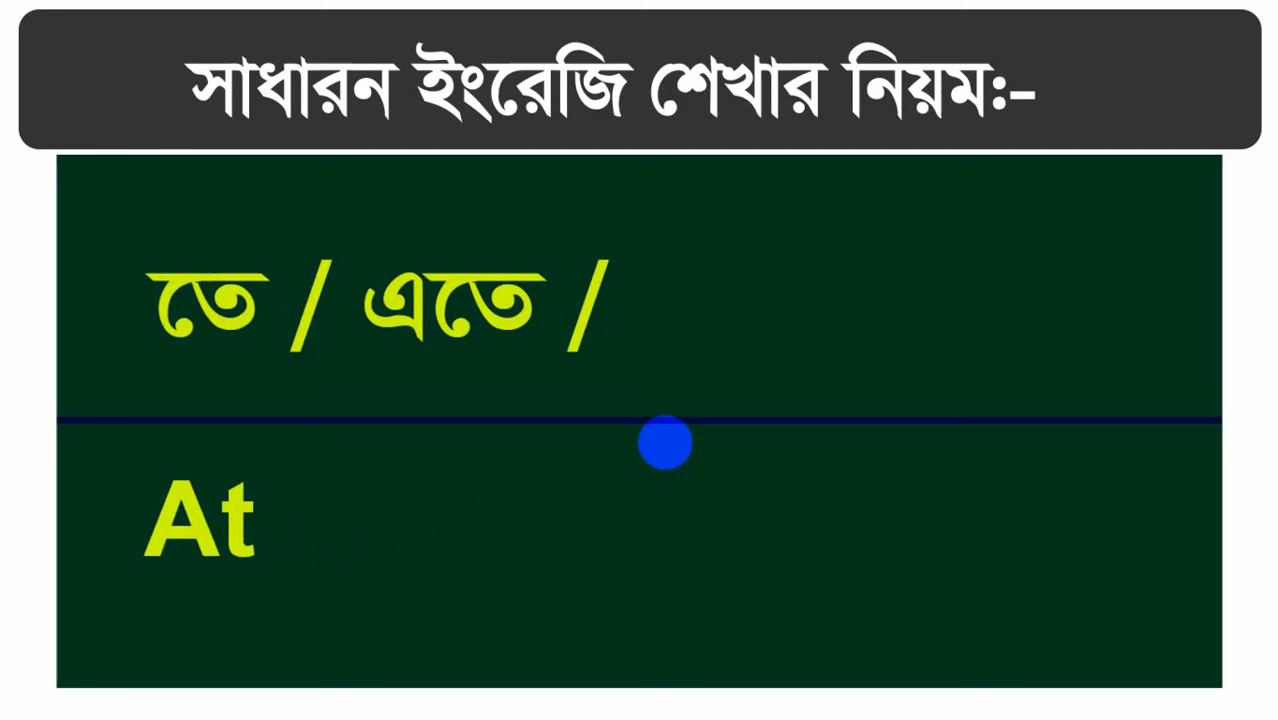 সাধারন ইংরেজি শেখার নিয়মঃ-
তে / এতে /
At